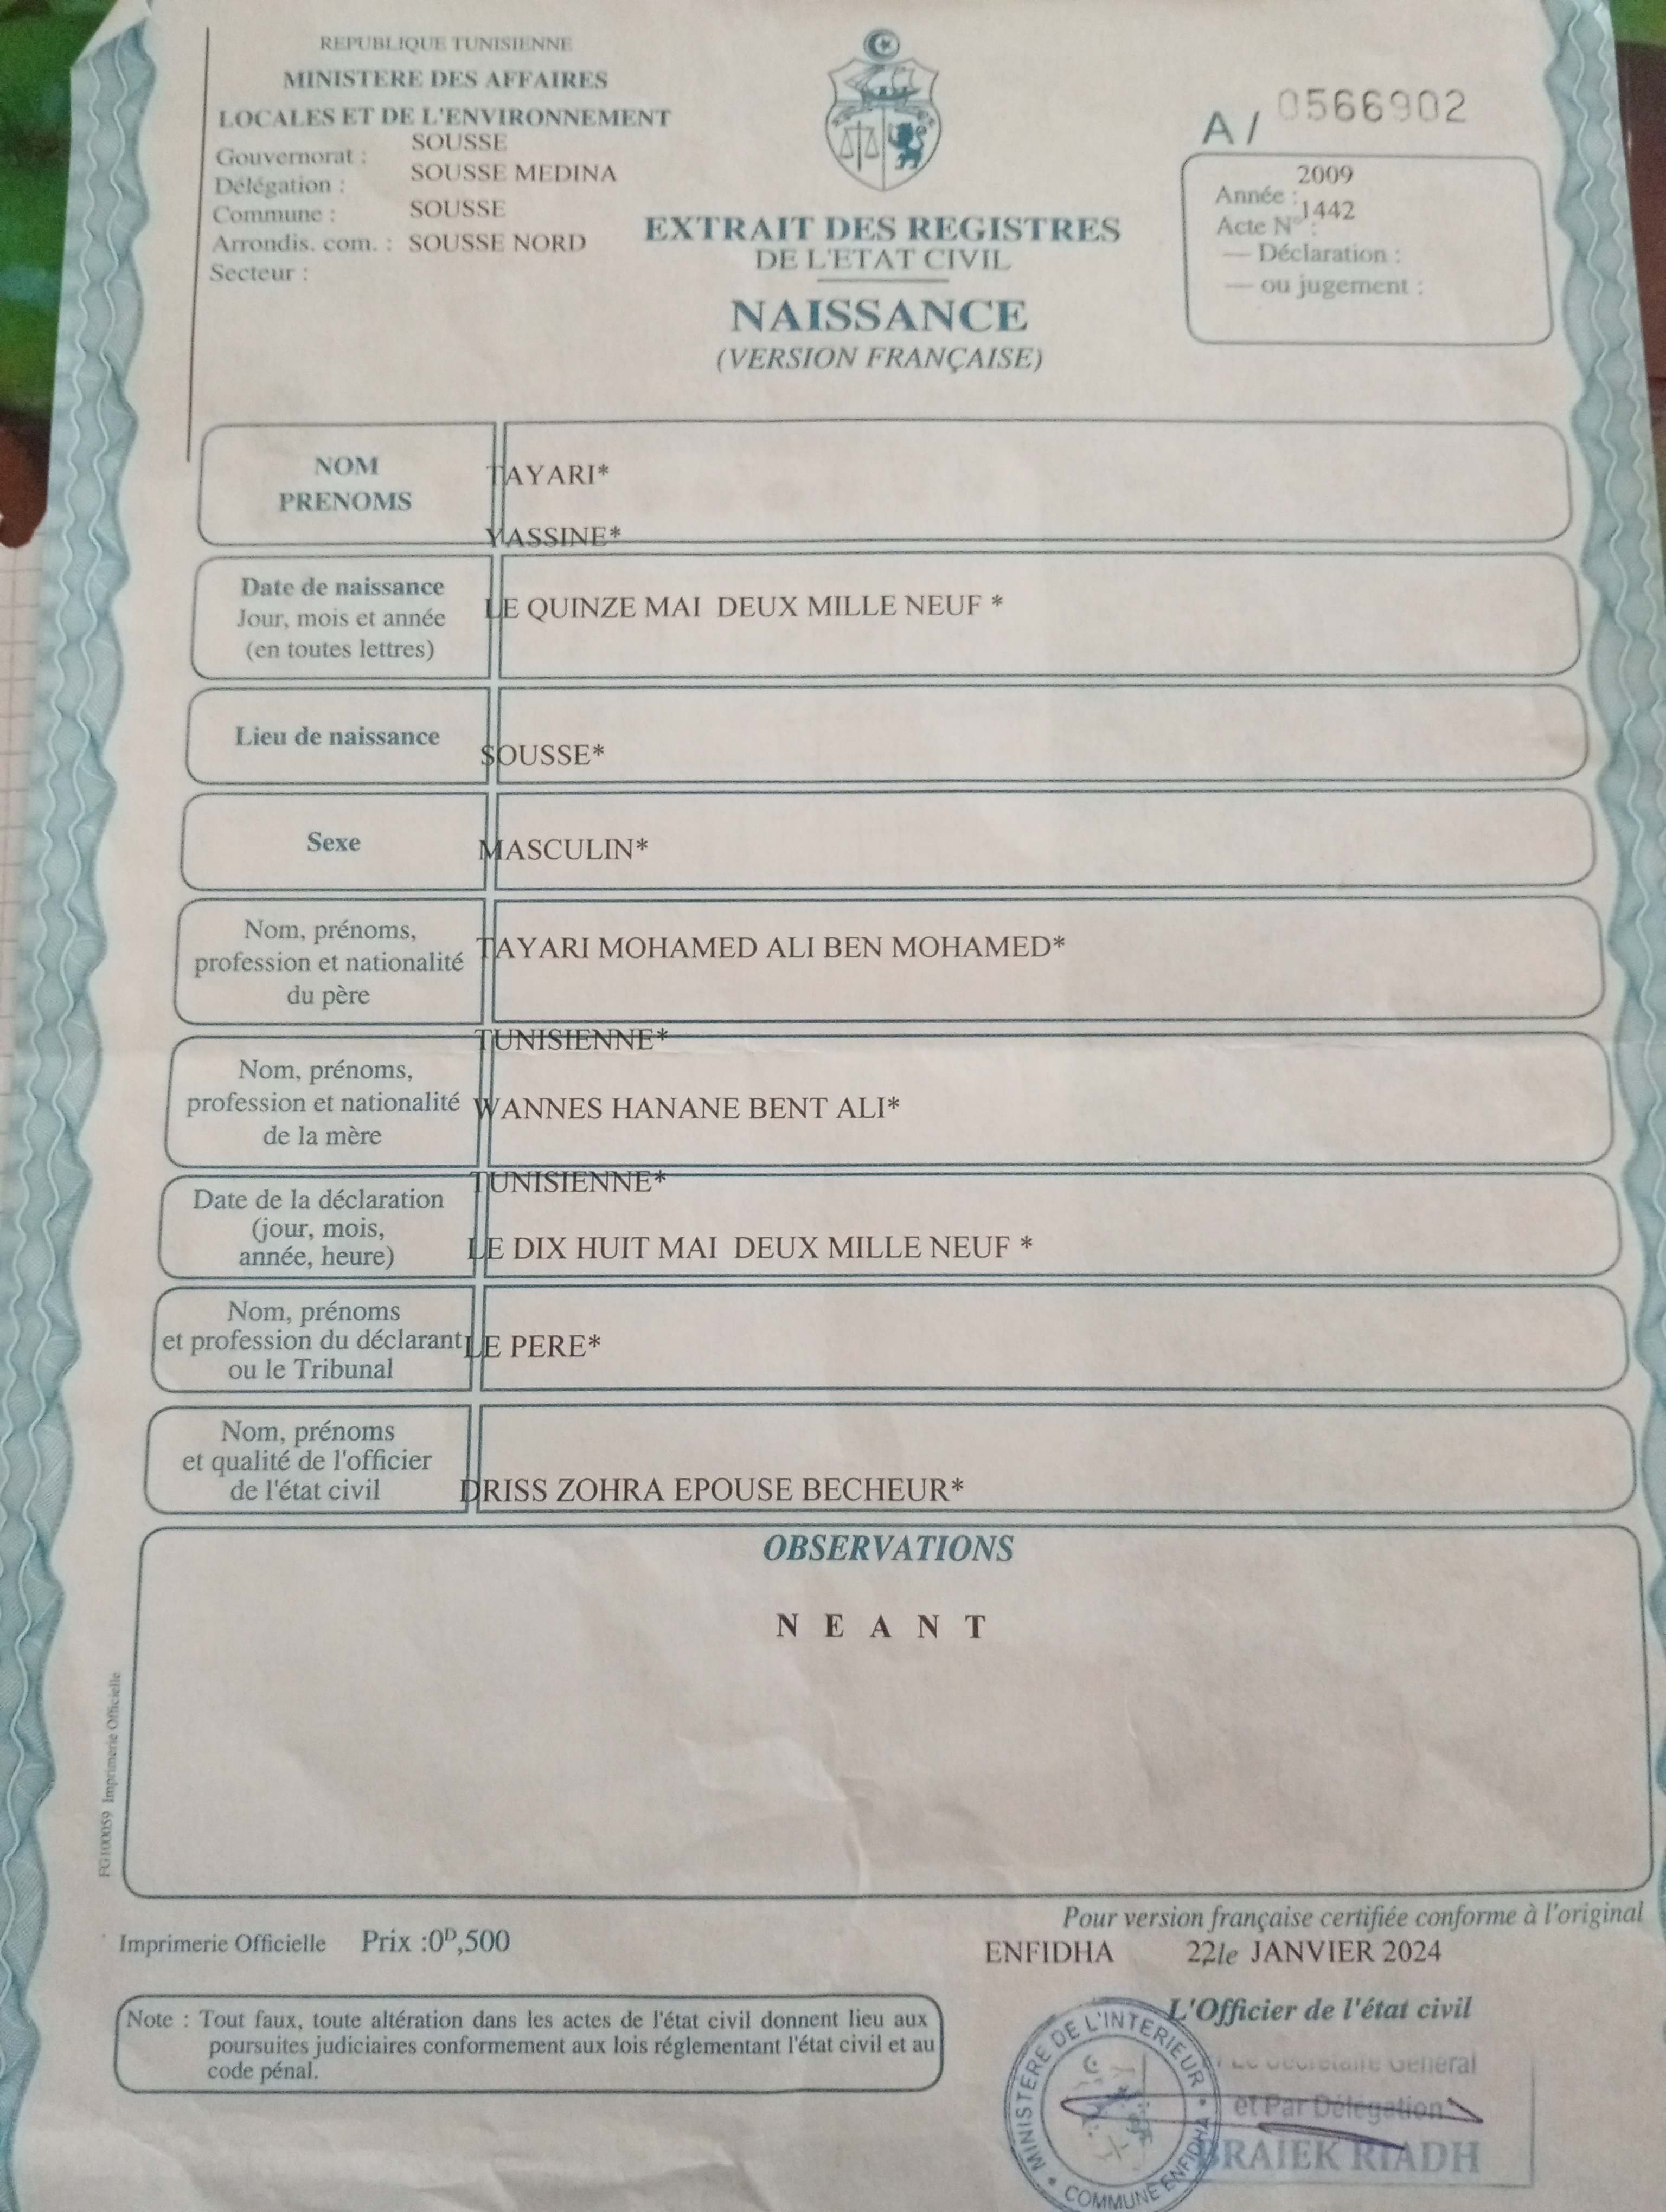 REPUBLIQUE TUNISIENNE
MINISTERE DES AFFAIRES
LOCALES ET DE L'ENVIRONNEMENT
Gouvernorat : SOUSSE
Délégation : SOUSSE MEDINA
Commune : SOUSSE
Arrondis. com. : SOUSSE NORD
Secteur :
A / 0566902
Année : 2009
Acte N° : 1442
— Déclaration :
— ou jugement :
EXTRAIT DES REGISTRES
DE L'ETAT CIVIL
NAISSANCE
(VERSION FRANÇAISE)
NOM
PRENOMS
TAYARI*
YASSINE*
Date de naissance
Jour, mois et année
(en toutes lettres)
LE QUINZE MAI DEUX MILLE NEUF *
Lieu de naissance
SOUSSE*
Sexe
MASCULIN*
Nom, prénoms,
profession et nationalité
du père
TAYARI MOHAMED ALI BEN MOHAMED*
TUNISIENNE*
Nom, prénoms,
profession et nationalité
de la mère
WANNES HANANE BENT ALI*
TUNISIENNE*
Date de la déclaration
(jour, mois,
année, heure)
LE DIX HUIT MAI DEUX MILLE NEUF *
Nom, prénoms
et profession du déclarant
ou le Tribunal
LE PERE*
Nom, prénoms
et qualité de l'officier
de l'état civil
DRISS ZOHRA EPOUSE BECHEUR*
OBSERVATIONS
N E A N T
FG100059 Imprimerie Officielle
Pour version française certifiée conforme à l'original
Imprimerie Officielle Prix :0ᴰ,500
ENFIDHA 22 le JANVIER 2024
Note : Tout faux, toute altération dans les actes de l'état civil donnent lieu aux
poursuites judiciaires conformement aux lois réglementant l'état civil et au
code pénal.
L'Officier de l'état civil
Le Secrétaire Général
et Par Délégation
BRAIEK RIADH
MINISTERE DE L'INTERIEUR
COMMUNE ENFIDHA